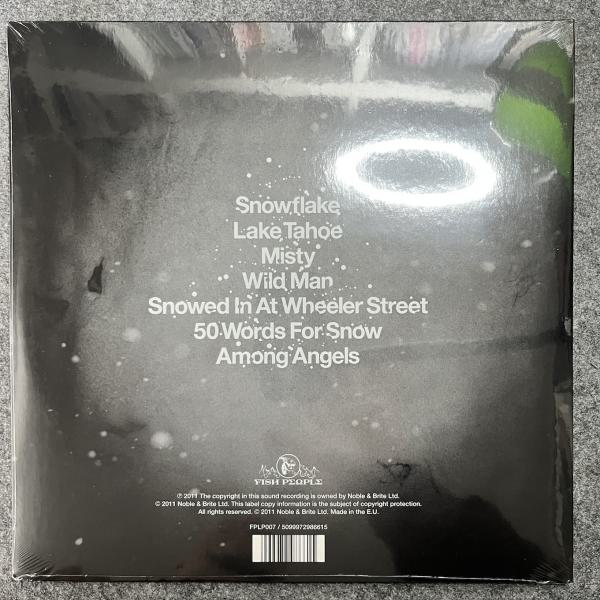 Snowflake
Lake Tahoe
Misty
Wild Man
Snowed In At Wheeler Street
50 Words For Snow
Among Angels
FISH PEOPLE
℗ 2011 The copyright in this sound recording is owned by Noble & Brite Ltd.
© 2011 Noble & Brite Ltd. This label copy information is the subject of copyright protection.
All rights reserved. © 2011 Noble & Brite Ltd. Made in the E.U.
FPLP007 / 5099972986615